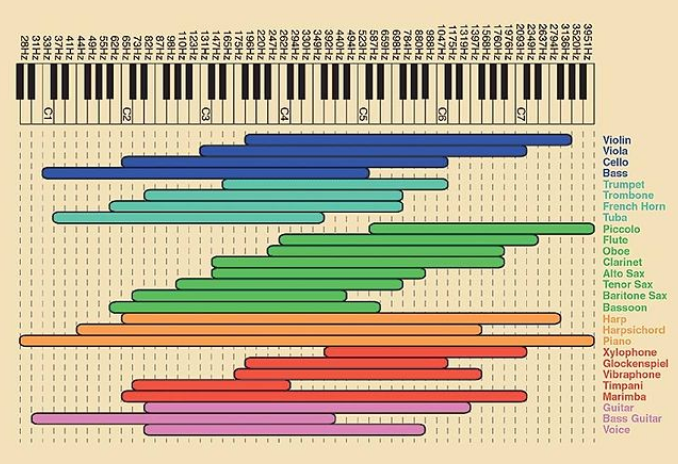 28Hz 31Hz 33Hz 37Hz 41Hz 44Hz 49Hz 55Hz 62Hz 65Hz 73Hz 82Hz 87Hz 98Hz 110Hz 123Hz 131Hz 147Hz 165Hz 175Hz 196Hz 220Hz 247Hz 262Hz 294Hz 330Hz 349Hz 392Hz 440Hz 494Hz 523Hz 587Hz 659Hz 698Hz 784Hz 880Hz 988Hz 1047Hz 1175Hz 1319Hz 1397Hz 1568Hz 1760Hz 1976Hz 2093Hz 2349Hz 2637Hz 2794Hz 3136Hz 3520Hz 3951Hz
C1 C2 C3 C4 C5 C6 C7
Violin
Viola
Cello
Bass
Trumpet
Trombone
French Horn
Tuba
Piccolo
Flute
Oboe
Clarinet
Alto Sax
Tenor Sax
Baritone Sax
Bassoon
Harp
Harpsichord
Piano
Xylophone
Glockenspiel
Vibraphone
Timpani
Marimba
Guitar
Bass Guitar
Voice